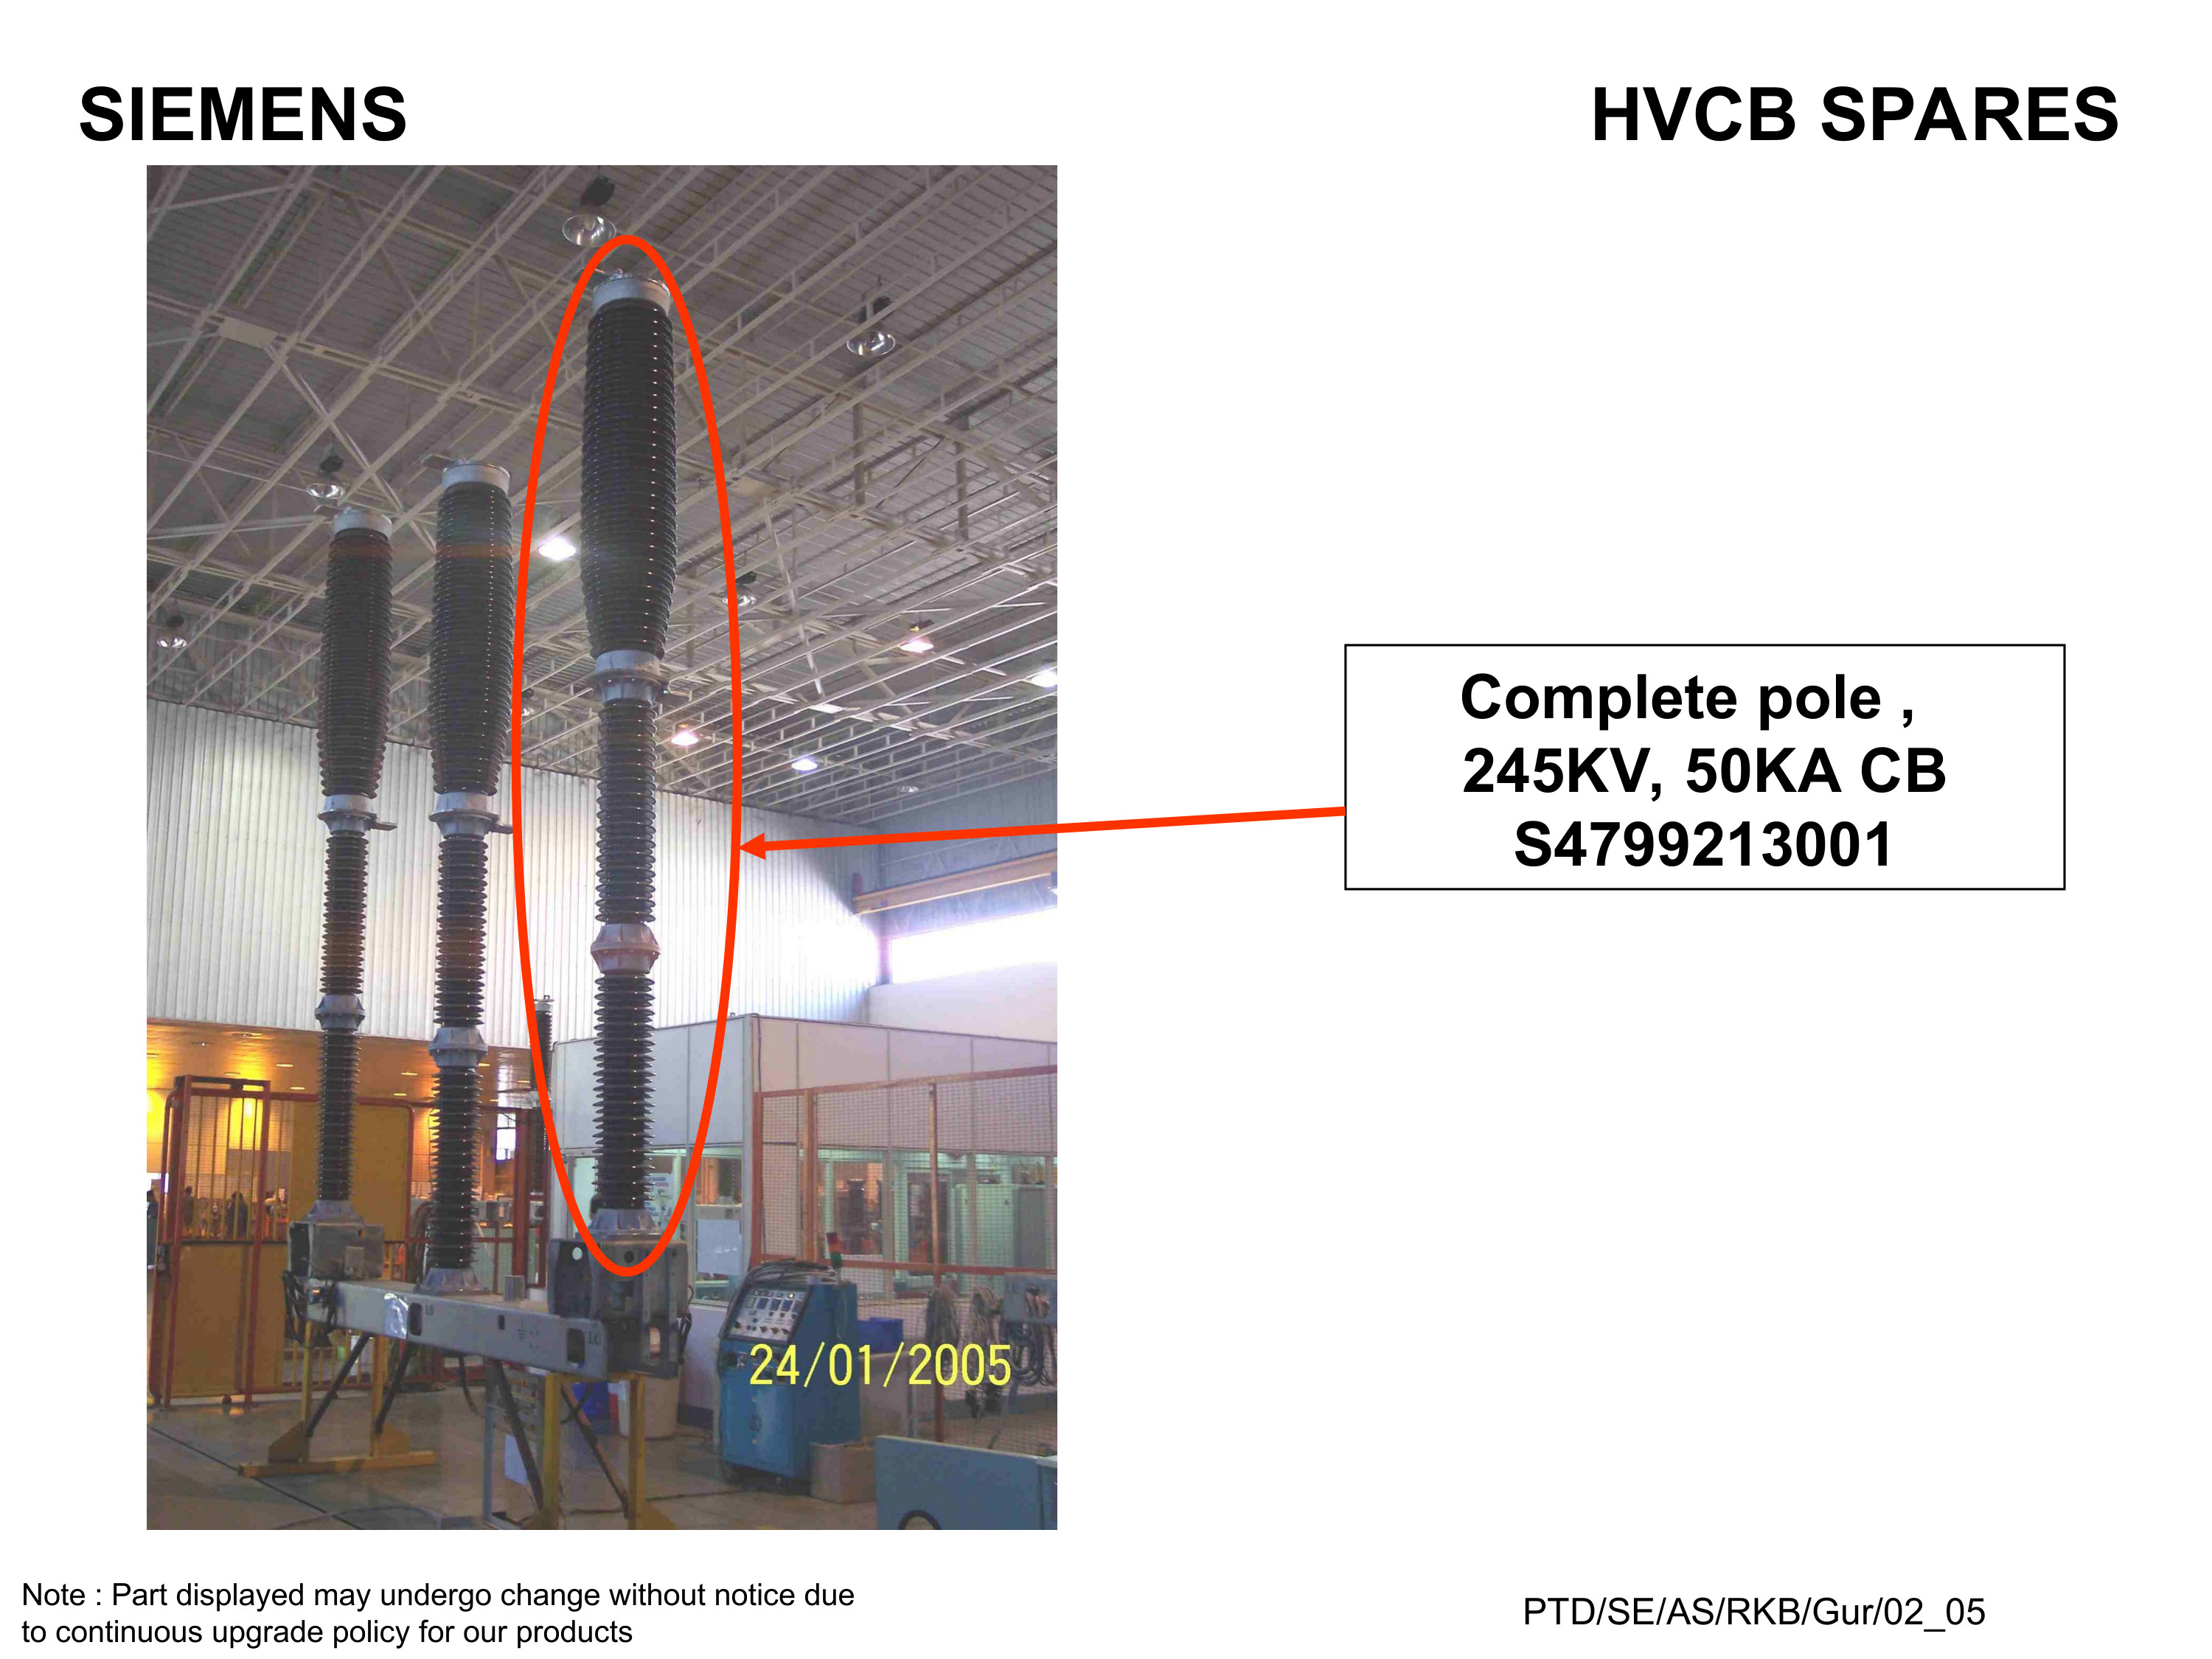 SIEMENS
HVCB SPARES
Complete pole ,
245KV, 50KA CB
S4799213001
24/01/2005
Note : Part displayed may undergo change without notice due
to continuous upgrade policy for our products
PTD/SE/AS/RKB/Gur/02_05